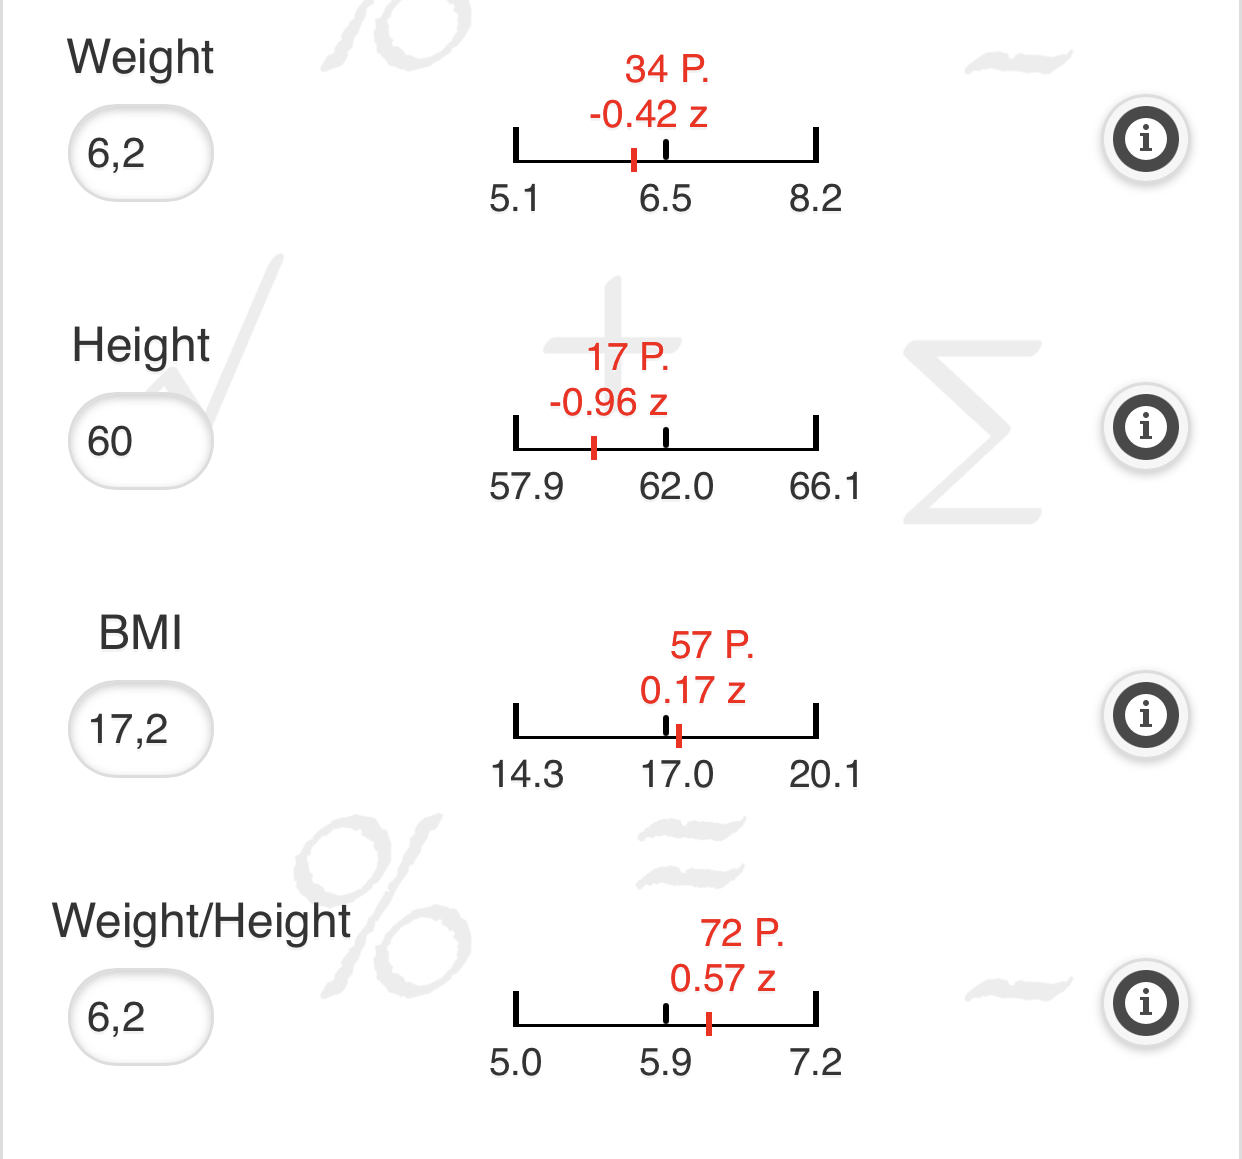 Weight
34 P.
-0.42 z
6,2
5.1 6.5 8.2
Height
17 P.
-0.96 z
60
57.9 62.0 66.1
BMI
57 P.
0.17 z
17,2
14.3 17.0 20.1
Weight/Height
72 P.
0.57 z
6,2
5.0 5.9 7.2